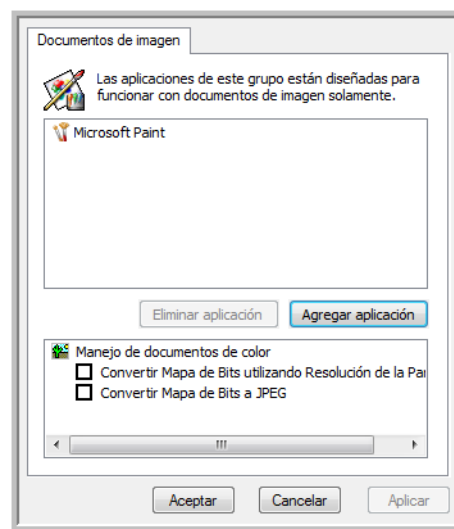 Documentos de imagen
Las aplicaciones de este grupo están diseñadas para
funcionar con documentos de imagen solamente.
Microsoft Paint
Eliminar aplicación
Agregar aplicación
Manejo de documentos de color
Convertir Mapa de Bits utilizando Resolución de la
Convertir Mapa de Bits a JPEG
Aceptar
Cancelar
Aplicar